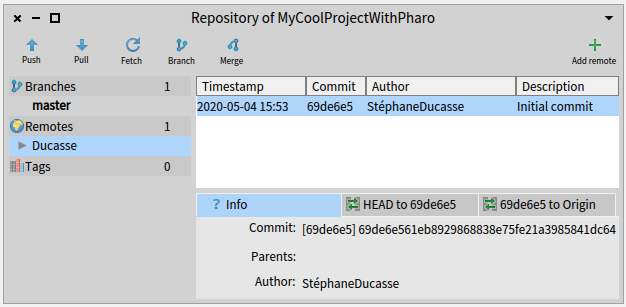 Repository of MyCoolProjectWithPharo
Push Pull Fetch Branch Merge Add remote
Branches 1
master
Remotes 1
Ducasse
Tags 0
Timestamp Commit Author Description
2020-05-04 15:53 69de6e5 StéphaneDucasse Initial commit
? Info HEAD to 69de6e5 69de6e5 to Origin
Commit: [69de6e5] 69de6e561eb8929868838e75fe21a3985841dc64
Parents:
Author: StéphaneDucasse